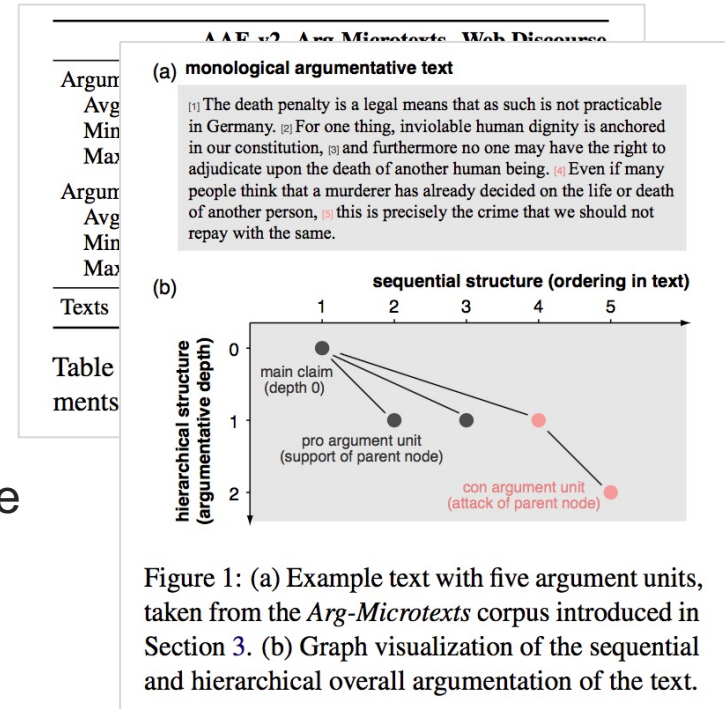 AAE-v2 Arg-Microtexts Web Discourse
Argum
Avg
Min
Max
Argum
Avg
Min
Max
Texts
Table
ments
e
(a) monological argumentative text
[1] The death penalty is a legal means that as such is not practicable
in Germany. [2] For one thing, inviolable human dignity is anchored
in our constitution, [3] and furthermore no one may have the right to
adjudicate upon the death of another human being. [4] Even if many
people think that a murderer has already decided on the life or death
of another person, [5] this is precisely the crime that we should not
repay with the same.
(b)
sequential structure (ordering in text)
1 2 3 4 5
hierarchical structure
(argumentative depth)
0
main claim
(depth 0)
1
pro argument unit
(support of parent node)
2
con argument unit
(attack of parent node)
Figure 1: (a) Example text with five argument units,
taken from the Arg-Microtexts corpus introduced in
Section 3. (b) Graph visualization of the sequential
and hierarchical overall argumentation of the text.